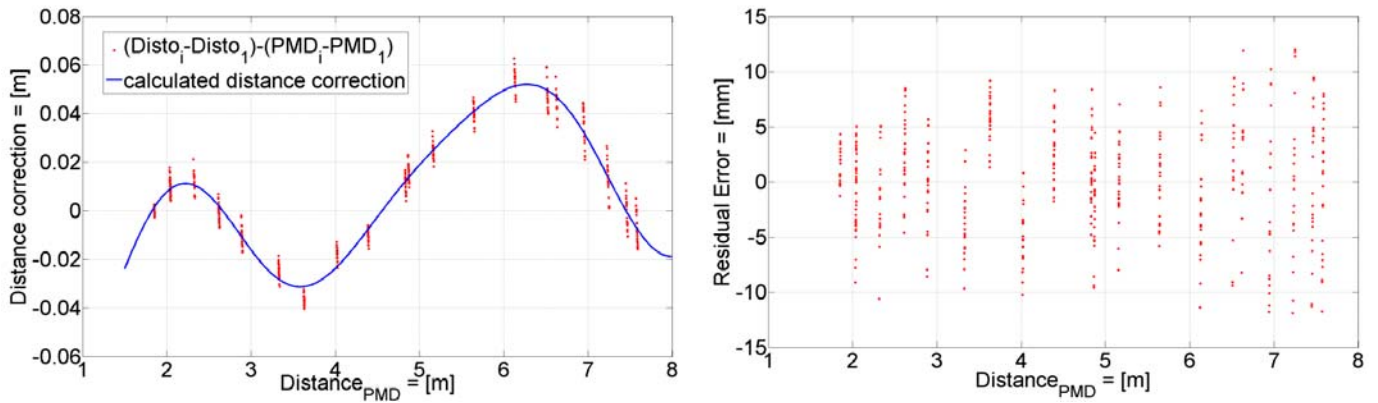 Distance correction = [m]
0.08
0.06
0.04
0.02
0
-0.02
-0.04
-0.06
(Disto_i-Disto_1)-(PMD_i-PMD_1)
calculated distance correction
1 2 3 4 5 6 7 8
Distance_PMD = [m]
Residual Error = [mm]
15
10
5
0
-5
-10
-15
2 3 4 5 6 7 8
Distance_PMD = [m]